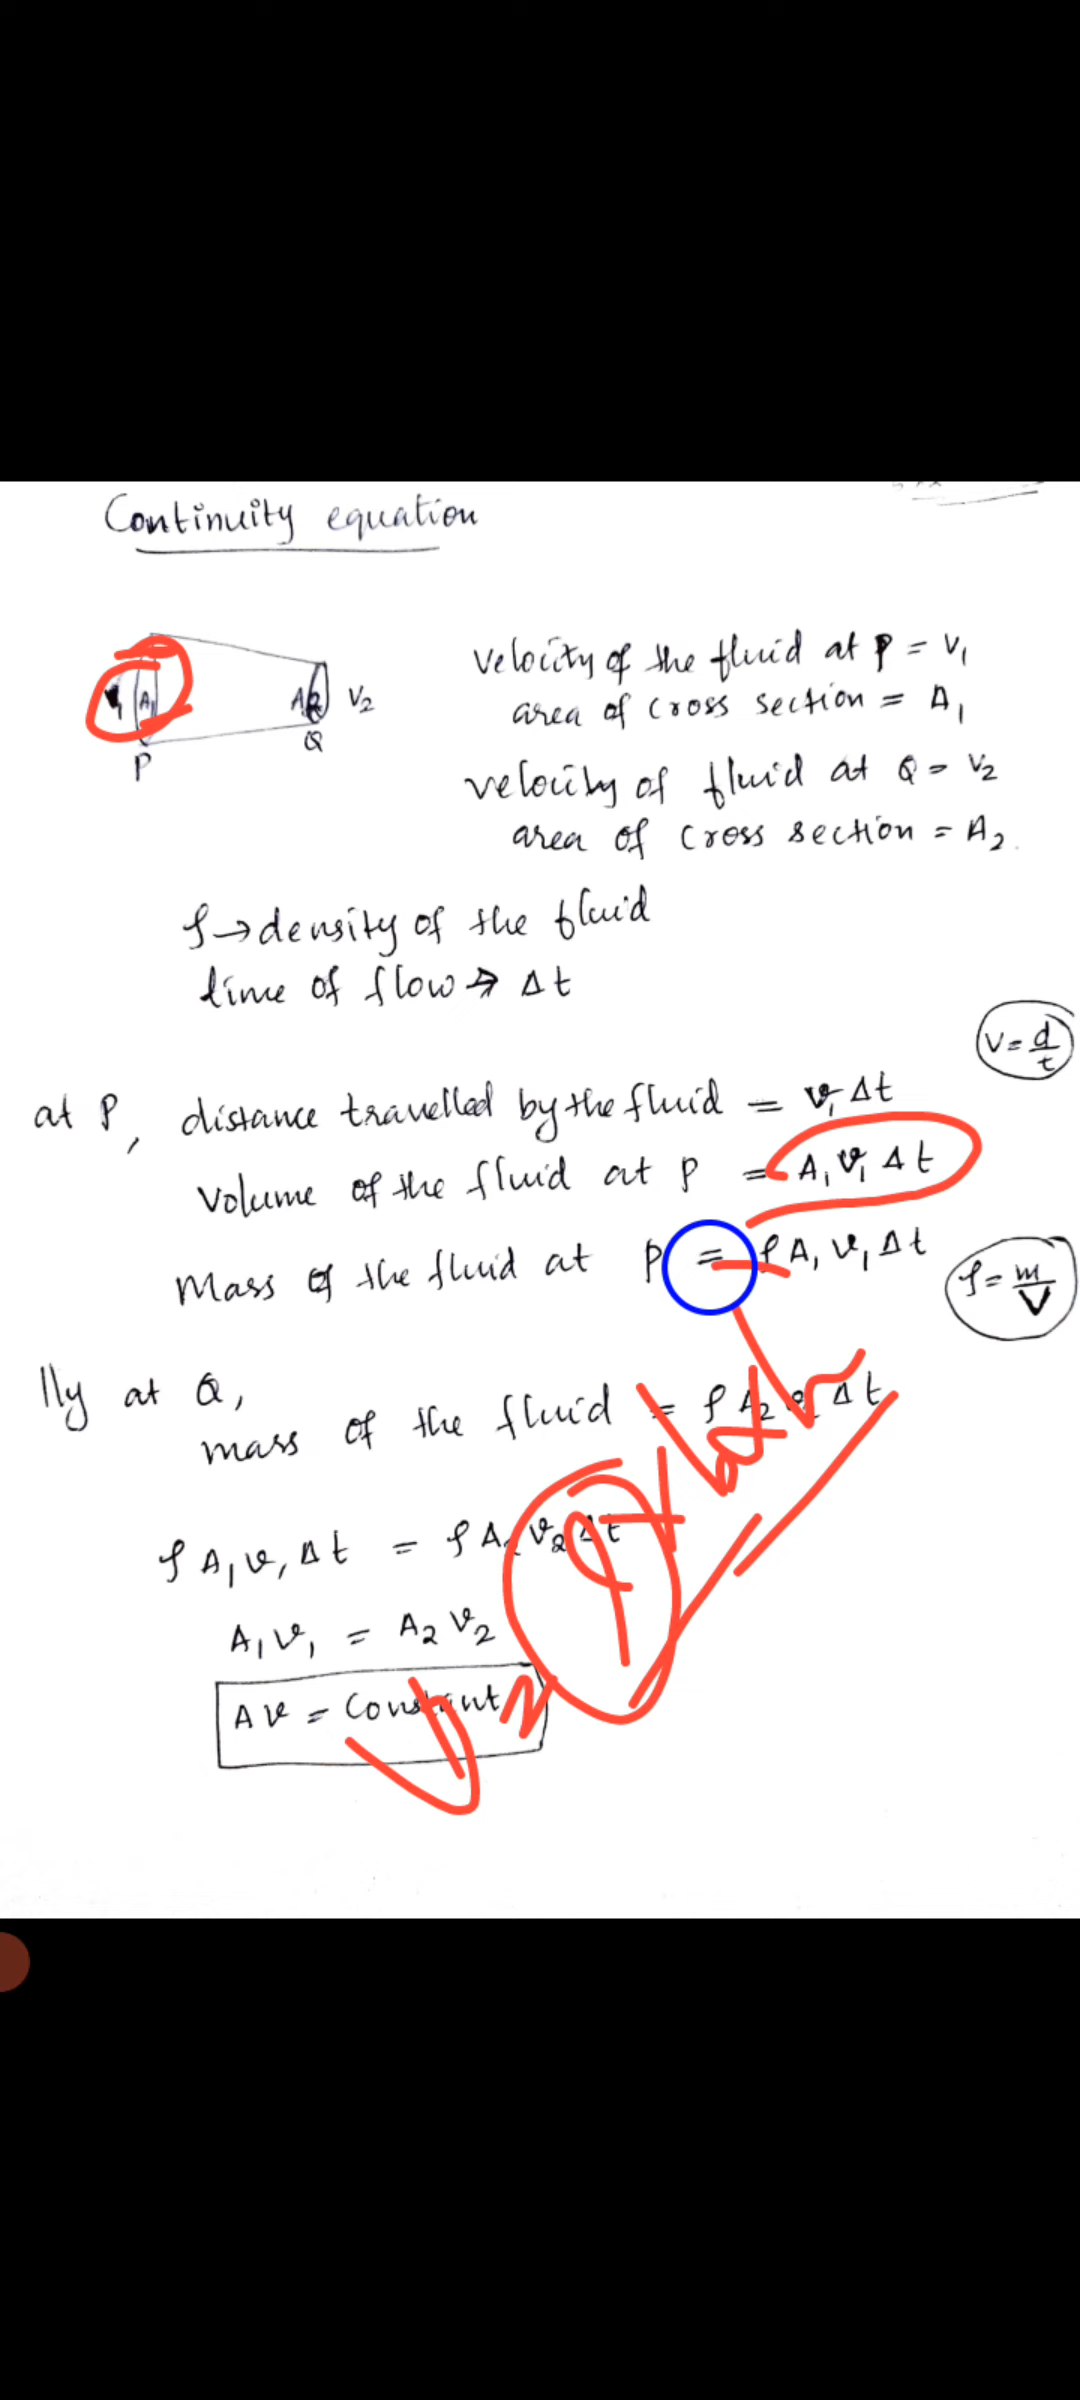 Continuity equation
V1 A1 A2 V2
P Q
velocity of the fluid at P = V1
area of cross section = A1
velocity of fluid at Q = V2
area of cross section = A2.
ρ → density of the fluid
time of flow → Δt
V = d/t
at P, distance travelled by the fluid = v1 Δt
Volume of the fluid at P = A1 v1 Δt
Mass of the fluid at P = ρ A1 v1 Δt
ρ = m/V
lly at Q,
mass of the fluid = ρ A2 v2 Δt
ρ A1 v1 Δt = ρ A2 v2 Δt
A1 v1 = A2 v2
Av = Constant